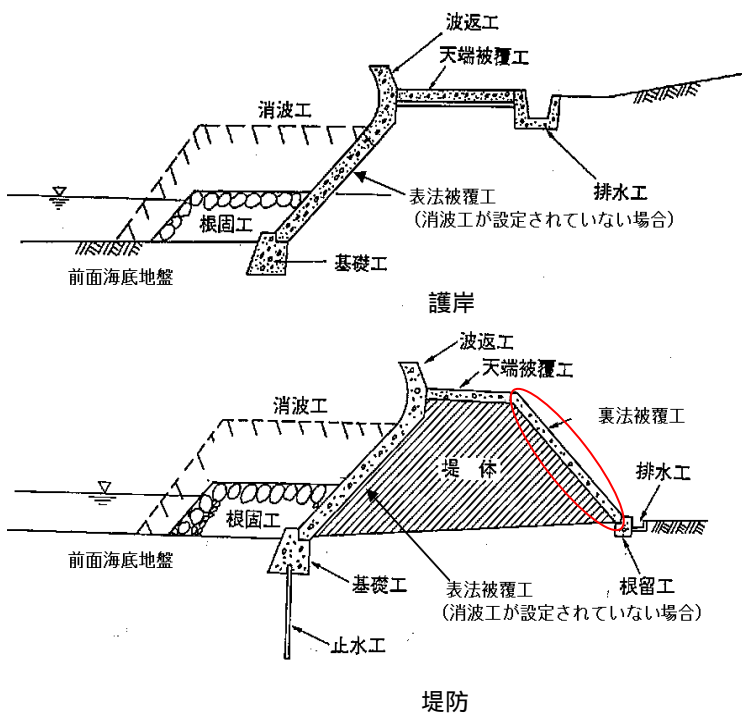 波返工
天端被覆工
消波工
排水工
表法被覆工
(消波工が設定されていない場合)
根固工
基礎工
前面海底地盤
護岸
波返工
天端被覆工
消波工
裏法被覆工
堤 体
排水工
根固工
前面海底地盤
基礎工
表法被覆工
(消波工が設定されていない場合)
根留工
止水工
堤防